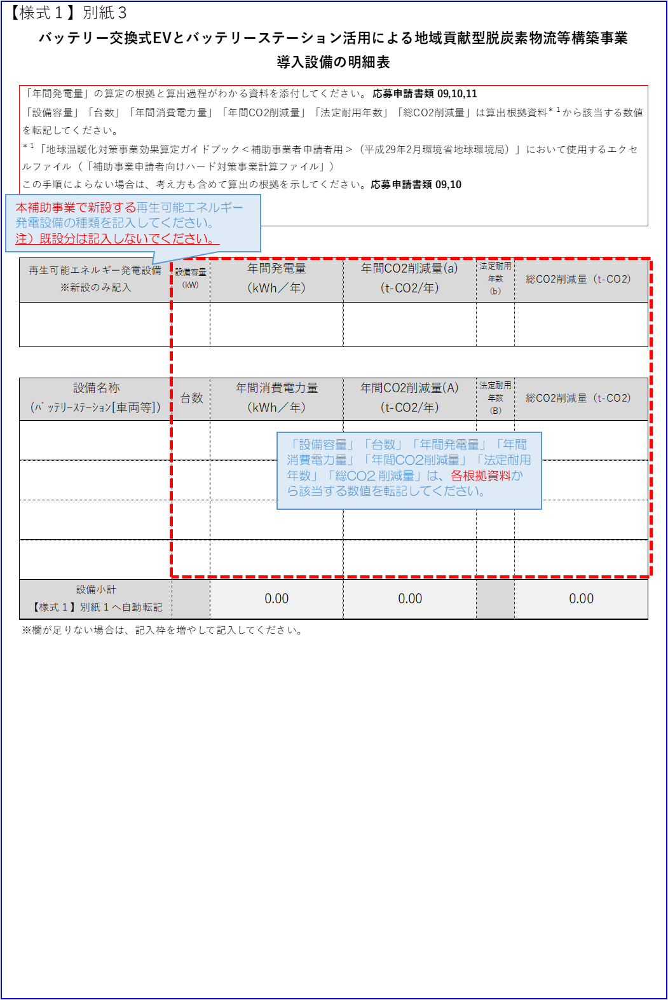 【様式１】別紙３
バッテリー交換式EVとバッテリーステーション活用による地域貢献型脱炭素物流等構築事業
導入設備の明細表
「年間発電量」の算定の根拠と算出過程がわかる資料を添付してください。応募申請書類 09,10,11
「設備容量」「台数」「年間消費電力量」「年間CO2削減量」「法定耐用年数」「総CO2削減量」は算出根拠資料＊1から該当する数値
を転記してください。
＊1「地球温暖化対策事業効果算定ガイドブック＜補助事業者申請者用＞（平成29年2月環境省地球環境局）」において使用するエクセ
ルファイル（「補助事業申請者向けハード対策事業計算ファイル」）
この手順によらない場合は、考え方も含めて算出の根拠を示してください。応募申請書類 09,10
本補助事業で新設する再生可能エネルギー
発電設備の種類を記入してください。
注）既設分は記入しないでください。
再生可能エネルギー発電設備
※新設のみ記入
設備容量
（kW）
年間発電量
（kWh／年）
年間CO2削減量(a)
（t-CO2/年）
法定耐用
年数
（b）
総CO2削減量（t-CO2）
設備名称
（ﾊﾞｯﾃﾘｰｽﾃｰｼｮﾝ[車両等]）
台数
年間消費電力量
（kWh／年）
年間CO2削減量(A)
（t-CO2/年）
法定耐用
年数
（B）
総CO2削減量（t-CO2）
「設備容量」「台数」「年間発電量」「年間
消費電力量」「年間CO2削減量」「法定耐用
年数」「総CO2 削減量」は、各根拠資料か
ら該当する数値を転記してください。
設備小計
【様式１】別紙１へ自動転記
0.00
0.00
0.00
※欄が足りない場合は、記入枠を増やして記入してください。